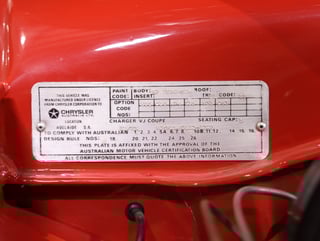 THIS VEHICLE WAS
MANUFACTURED UNDER LICENCE
FROM CHRYSLER CORPORATION TO
CHRYSLER
AUSTRALIA LTD.
LOCATION
ADELAIDE S.A.
PAINT CODE: BODY ROOF:
INSERT TRIM CODE:
OPTION
CODE
NOS:
CHARGER VJ COUPE SEATING CAP:
TO COMPLY WITH AUSTRALIAN 1 2 3 4 5A 6 7 8 10B 11 12 14 15 16
DESIGN RULE NOS: 18 20 21 22 24 25 26
THIS PLATE IS AFFIXED WITH THE APPROVAL OF THE
AUSTRALIAN MOTOR VEHICLE CERTIFICATION BOARD
ALL CORRESPONDENCE MUST QUOTE THE ABOVE INFORMATION